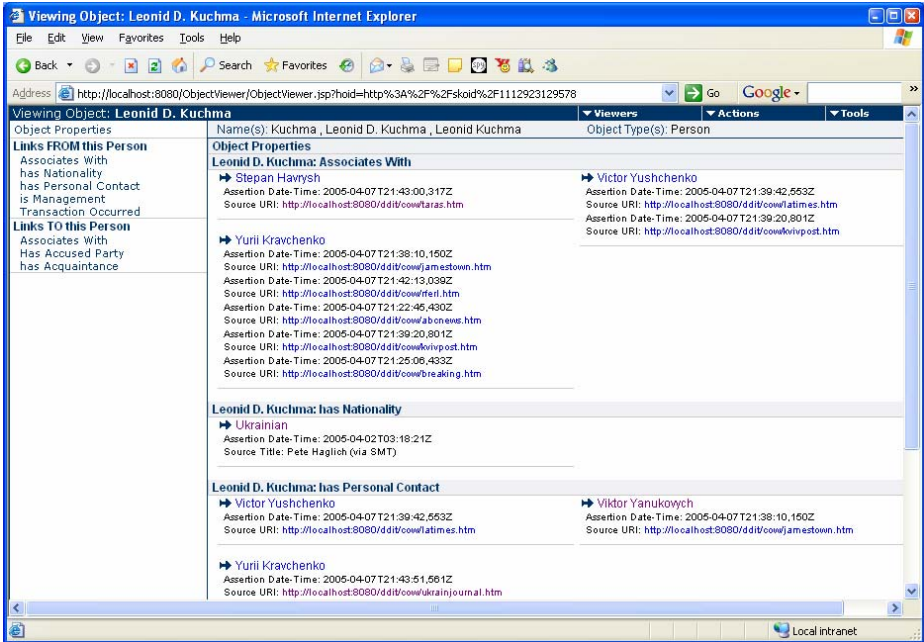 Viewing Object: Leonid D. Kuchma - Microsoft Internet Explorer
File Edit View Favorites Tools Help
Back Search Favorites
Address http://localhost:8080/ObjectViewer/ObjectViewer.jsp?hoid=http%3A%2F%2Fskoid%2F1112923129578 Go Google
Viewing Object: Leonid D. Kuchma Viewers Actions Tools
Object Properties
Links FROM this Person
Associates With
has Nationality
has Personal Contact
is Management
Transaction Occurred
Links TO this Person
Associates With
Has Accused Party
has Acquaintance
Name(s): Kuchma , Leonid D. Kuchma , Leonid Kuchma Object Type(s): Person
Object Properties
Leonid D. Kuchma: Associates With
Stepan Havrysh
Assertion Date-Time: 2005-04-07T21:43:00,317Z
Source URI: http://localhost:8080/ddit/cow/taras.htm
Victor Yushchenko
Assertion Date-Time: 2005-04-07T21:39:42,553Z
Source URI: http://localhost:8080/ddit/cow/latimes.htm
Assertion Date-Time: 2005-04-07T21:39:20,801Z
Source URI: http://localhost:8080/ddit/cow/kvivpost.htm
Yurii Kravchenko
Assertion Date-Time: 2005-04-07T21:38:10,150Z
Source URI: http://localhost:8080/ddit/cow/jamestown.htm
Assertion Date-Time: 2005-04-07T21:42:13,039Z
Source URI: http://localhost:8080/ddit/cow/rferl.htm
Assertion Date-Time: 2005-04-07T21:22:45,430Z
Source URI: http://localhost:8080/ddit/cow/abcnews.htm
Assertion Date-Time: 2005-04-07T21:39:20,801Z
Source URI: http://localhost:8080/ddit/cow/kvivpost.htm
Assertion Date-Time: 2005-04-07T21:25:06,433Z
Source URI: http://localhost:8080/ddit/cow/breaking.htm
Leonid D. Kuchma: has Nationality
Ukrainian
Assertion Date-Time: 2005-04-02T03:18:21Z
Source Title: Pete Haglich (via SMT)
Leonid D. Kuchma: has Personal Contact
Victor Yushchenko
Assertion Date-Time: 2005-04-07T21:39:42,553Z
Source URI: http://localhost:8080/ddit/cow/latimes.htm
Viktor Yanukovych
Assertion Date-Time: 2005-04-07T21:38:10,150Z
Source URI: http://localhost:8080/ddit/cow/jamestown.htm
Yurii Kravchenko
Assertion Date-Time: 2005-04-07T21:43:51,561Z
Source URI: http://localhost:8080/ddit/cow/ukrainjournal.htm
Local intranet